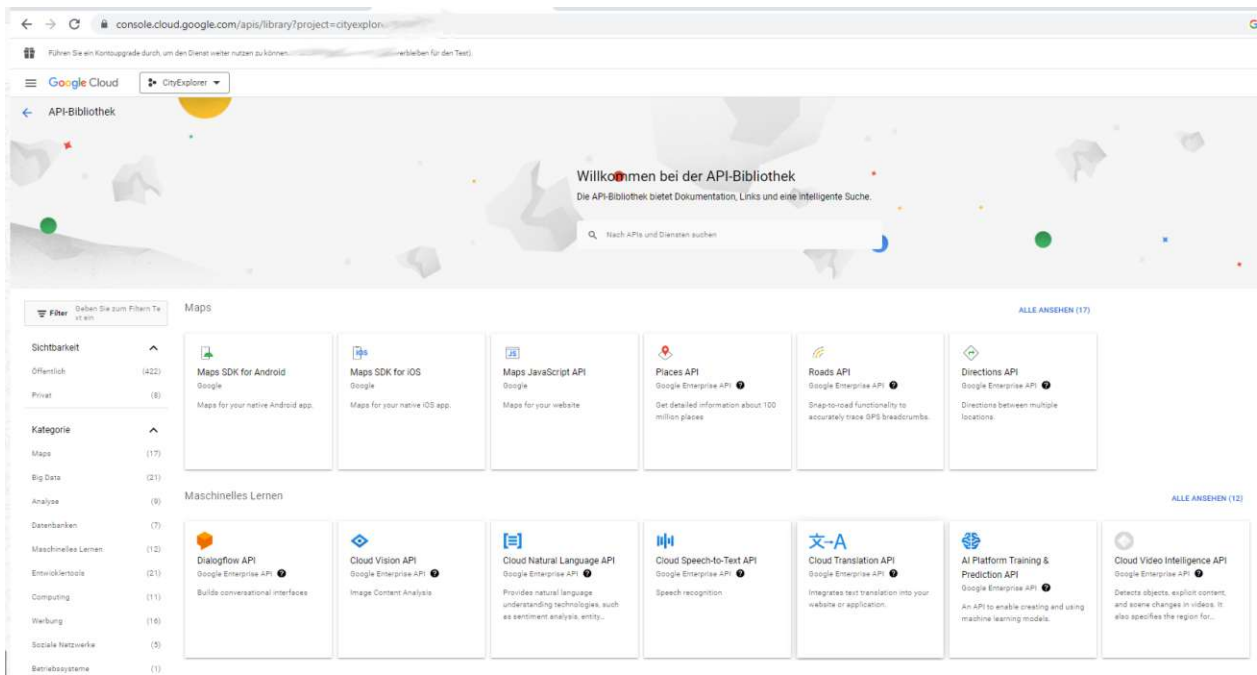 console.cloud.google.com/apis/library?project=cityexplor
G
Führen Sie ein Kontoupgrade durch, um den Dienst weiter nutzen zu können. verbleiben für den Test).
Google Cloud
CityExplorer
API-Bibliothek
Willkommen bei der API-Bibliothek
Die API-Bibliothek bietet Dokumentation, Links und eine intelligente Suche.
Nach APIs und Diensten suchen
Filter
Geben Sie zum Filtern Te
xt ein
Sichtbarkeit
Öffentlich (422)
Privat (8)
Kategorie
Maps (17)
Big Data (21)
Analyse (9)
Datenbanken (7)
Maschinelles Lernen (12)
Entwicklertools (21)
Computing (11)
Werbung (16)
Soziale Netzwerke (5)
Betriebssysteme (1)
Maps
ALLE ANSEHEN (17)
Maps SDK for Android
Google
Maps for your native Android app.
iOS
Maps SDK for iOS
Google
Maps for your native iOS app.
JS
Maps JavaScript API
Google
Maps for your website
Places API
Google Enterprise API ?
Get detailed information about 100
million places
Roads API
Google Enterprise API ?
Snap-to-road functionality to
accurately trace GPS breadcrumbs.
Directions API
Google Enterprise API ?
Directions between multiple
locations.
Maschinelles Lernen
ALLE ANSEHEN (12)
Dialogflow API
Google Enterprise API ?
Builds conversational interfaces
Cloud Vision API
Google Enterprise API ?
Image Content Analysis
Cloud Natural Language API
Google Enterprise API ?
Provides natural language
understanding technologies, such
as sentiment analysis, entity...
Cloud Speech-to-Text API
Google Enterprise API ?
Speech recognition
文→A
Cloud Translation API
Google Enterprise API ?
Integrates text translation into your
website or application.
AI Platform Training &
Prediction API
Google Enterprise API ?
An API to enable creating and using
machine learning models.
Cloud Video Intelligence API
Google Enterprise API ?
Detects objects, explicit content,
and scene changes in videos. It
also specifies the region for...